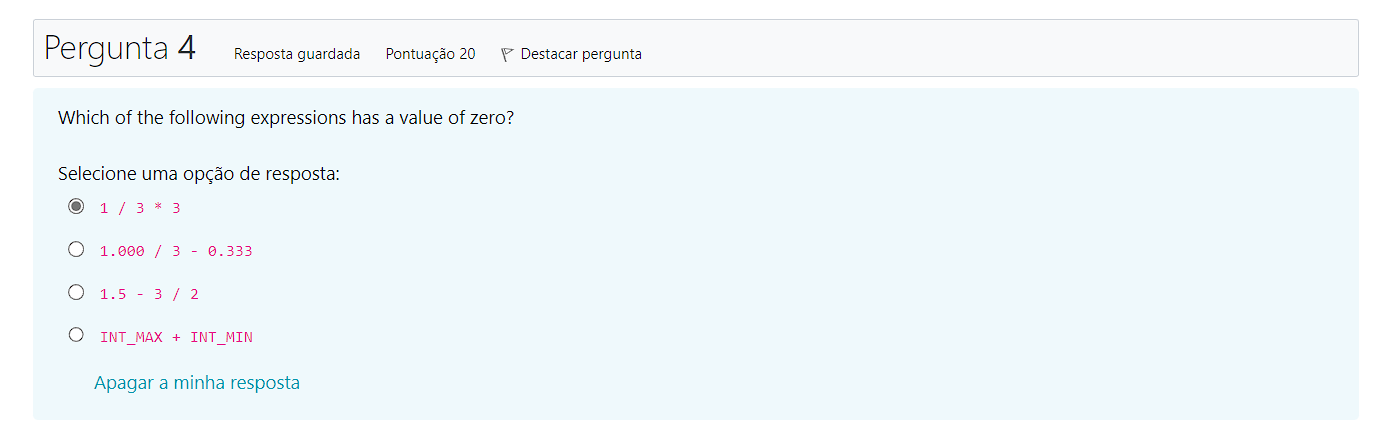 Pergunta 4 Resposta guardada Pontuação 20 Destacar pergunta
Which of the following expressions has a value of zero?
Selecione uma opção de resposta:
1 / 3 * 3
1.000 / 3 - 0.333
1.5 - 3 / 2
INT_MAX + INT_MIN
Apagar a minha resposta